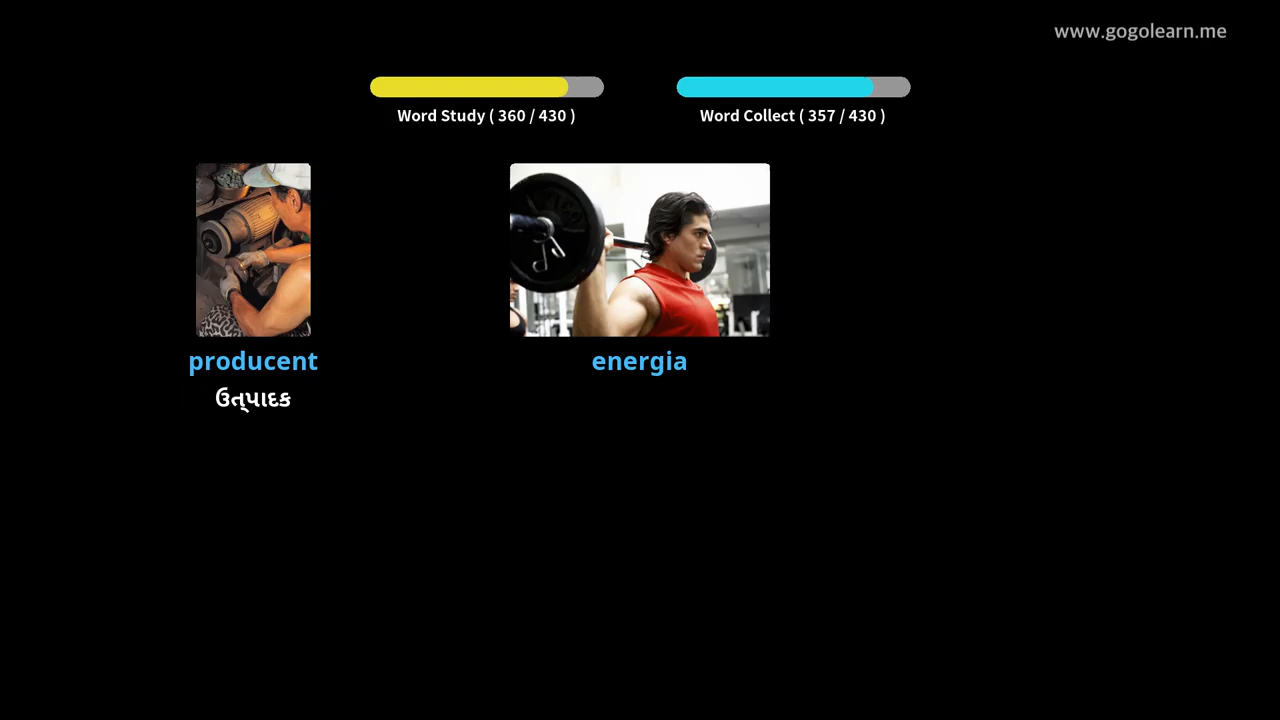 www.gogolearn.me
Word Study ( 360 / 430 )
Word Collect ( 357 / 430 )
producent
ઉત્પાદક
energia